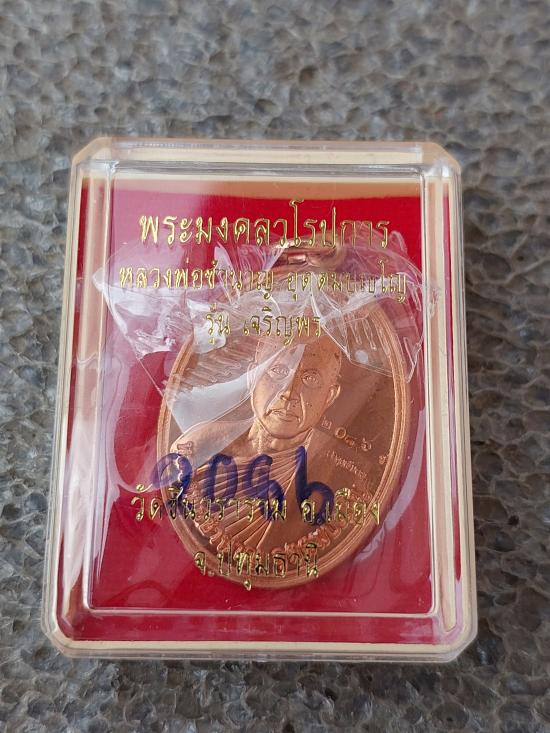 พระมงคลวโรปการ
หลวงพ่อชำนาญ อุตตมปญฺโญ
รุ่น เจริญพร
๒๐๘๖
วัดชินวราราม อ.เมือง
จ.ปทุมธานี